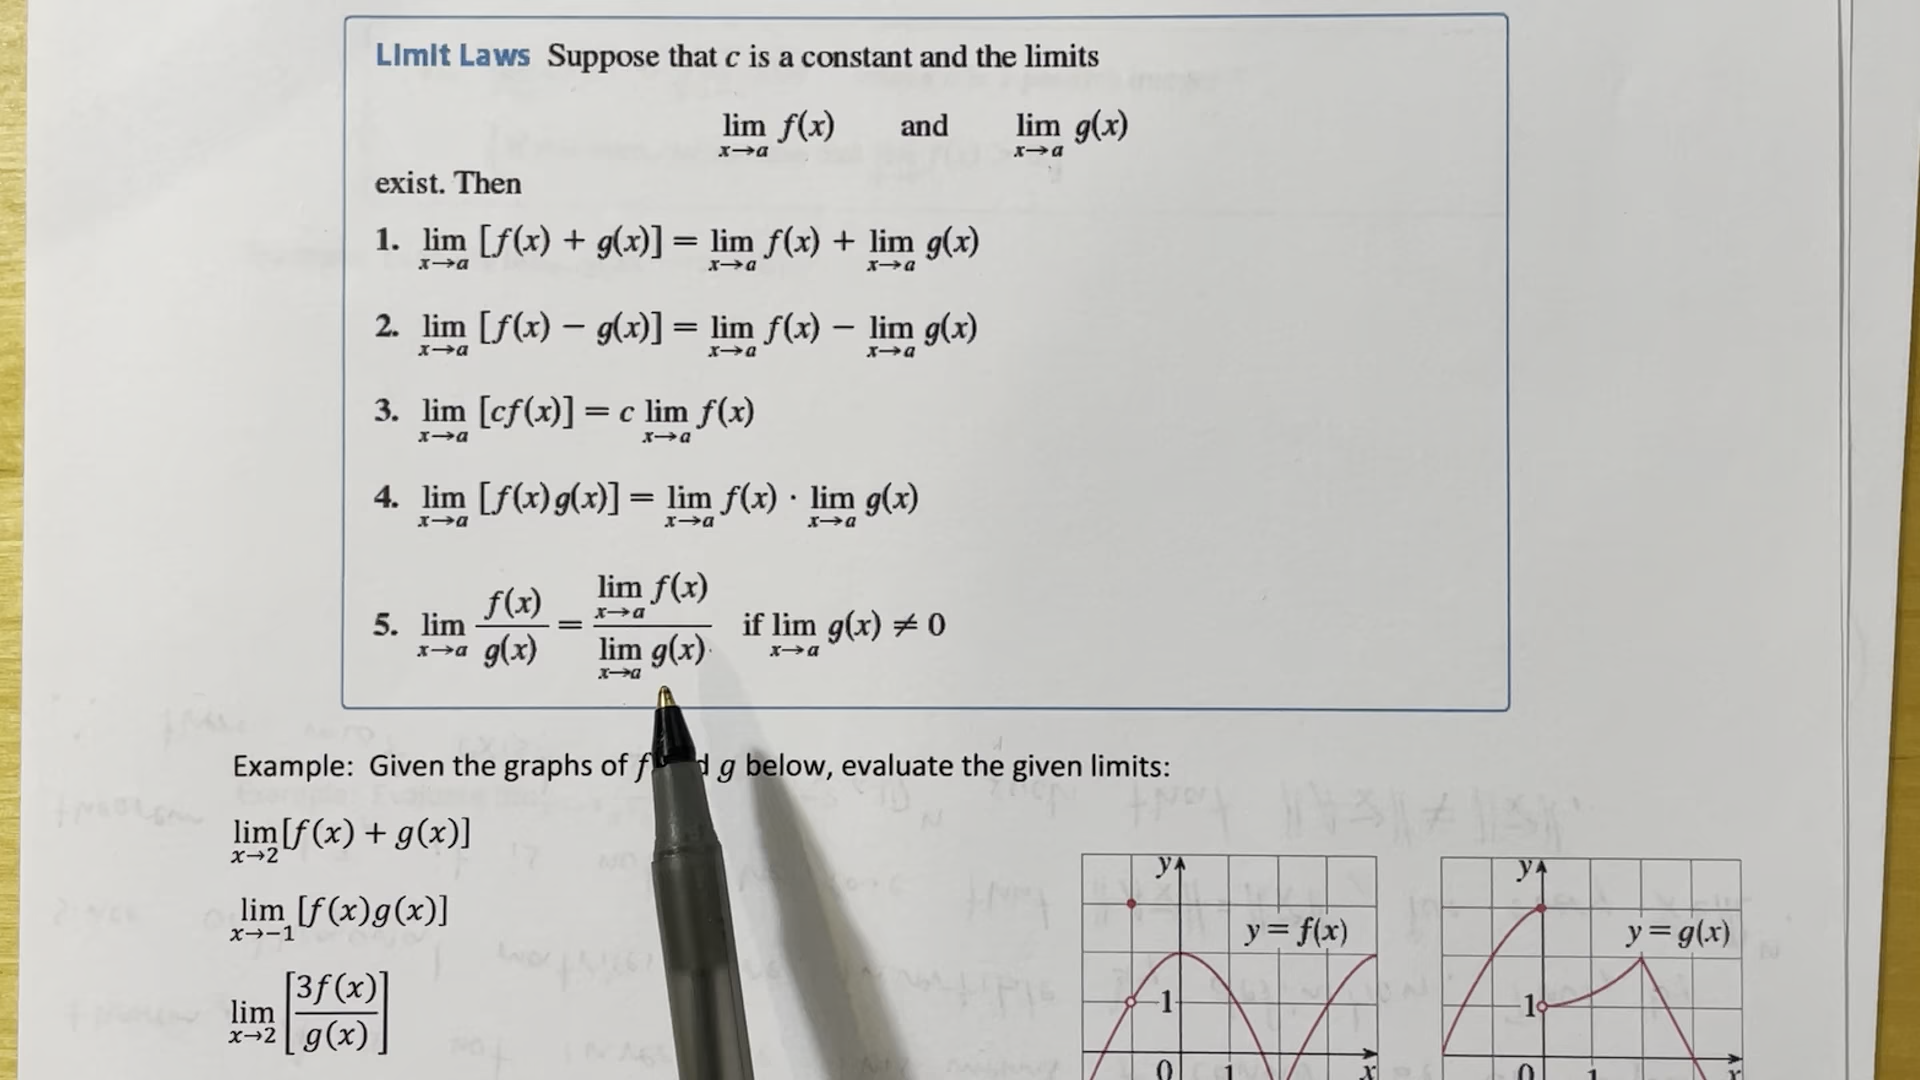 Limit Laws Suppose that c is a constant and the limits
lim x→a f(x) and lim x→a g(x)
exist. Then
1. lim x→a [f(x) + g(x)] = lim x→a f(x) + lim x→a g(x)
2. lim x→a [f(x) − g(x)] = lim x→a f(x) − lim x→a g(x)
3. lim x→a [cf(x)] = c lim x→a f(x)
4. lim x→a [f(x)g(x)] = lim x→a f(x) · lim x→a g(x)
5. lim x→a f(x)/g(x) = lim x→a f(x) / lim x→a g(x) if lim x→a g(x) ≠ 0
Example: Given the graphs of f g below, evaluate the given limits:
lim x→2 [f(x) + g(x)]
lim x→−1 [f(x)g(x)]
lim x→2 [3f(x)/g(x)]
y
y = f(x)
1
0 1 x
y
y = g(x)
1
0 1 x